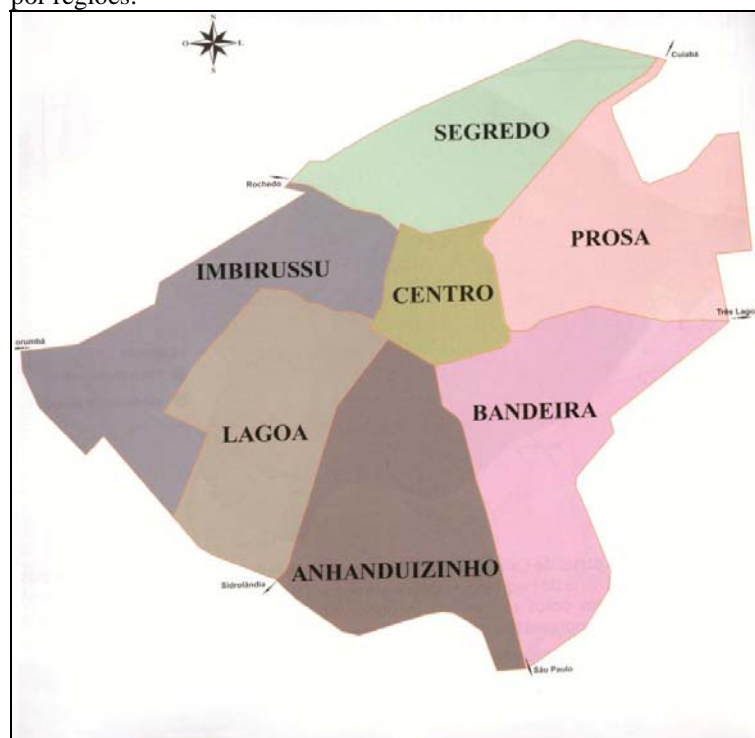 por regiões:
N
O
L
S
Cuiabá
SEGREDO
Rochedo
PROSA
IMBIRUSSU
CENTRO
Três Lago
orumbá
BANDEIRA
LAGOA
ANHANDUIZINHO
Sidrolândia
São Paulo